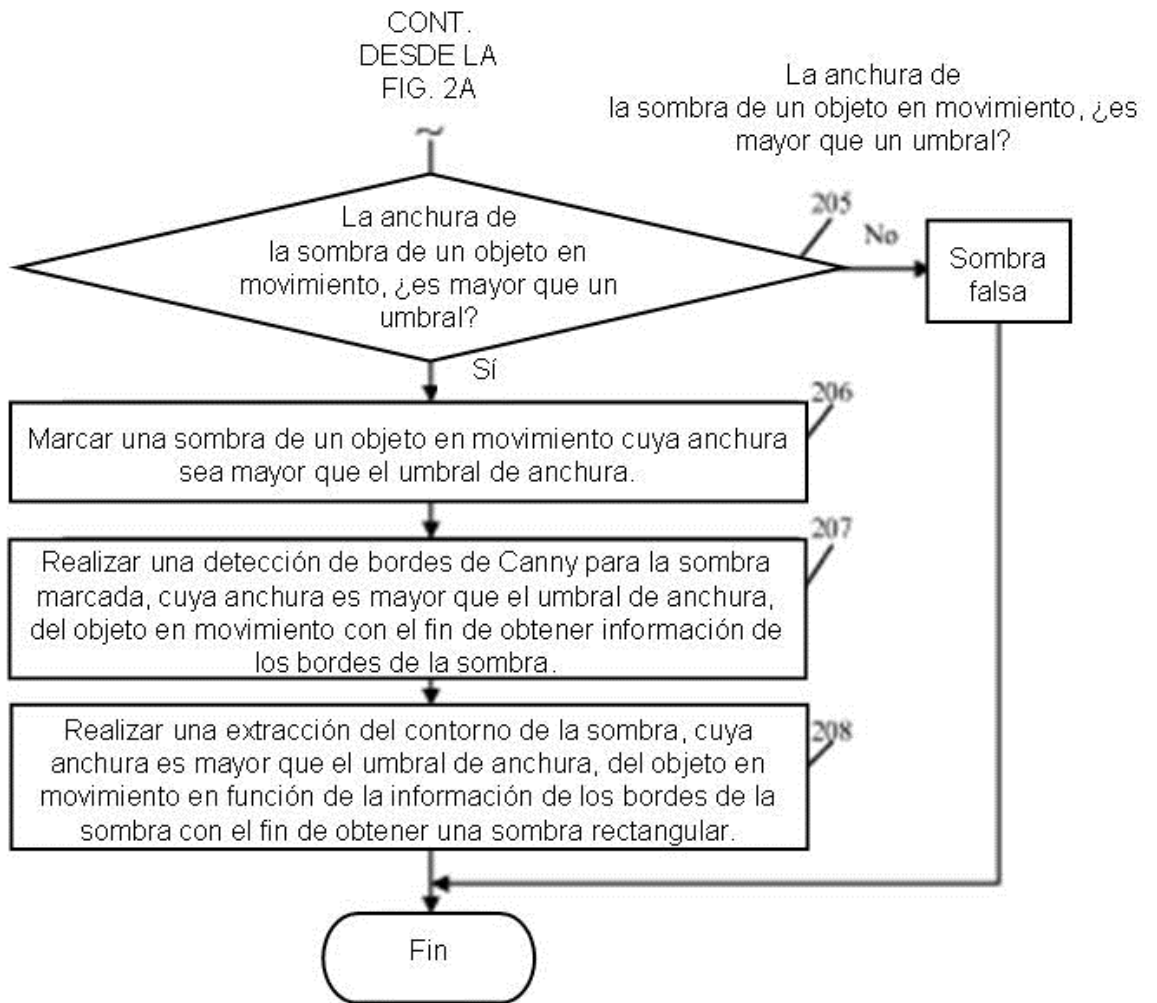 CONT.
DESDE LA
FIG. 2A
~
La anchura de
la sombra de un objeto en movimiento, ¿es
mayor que un umbral?
La anchura de
la sombra de un objeto en
movimiento, ¿es mayor que un
umbral?
205
No
Sombra
falsa
Sí
206
Marcar una sombra de un objeto en movimiento cuya anchura
sea mayor que el umbral de anchura.
207
Realizar una detección de bordes de Canny para la sombra
marcada, cuya anchura es mayor que el umbral de anchura,
del objeto en movimiento con el fin de obtener información de
los bordes de la sombra.
208
Realizar una extracción del contorno de la sombra, cuya
anchura es mayor que el umbral de anchura, del objeto en
movimiento en función de la información de los bordes de la
sombra con el fin de obtener una sombra rectangular.
Fin